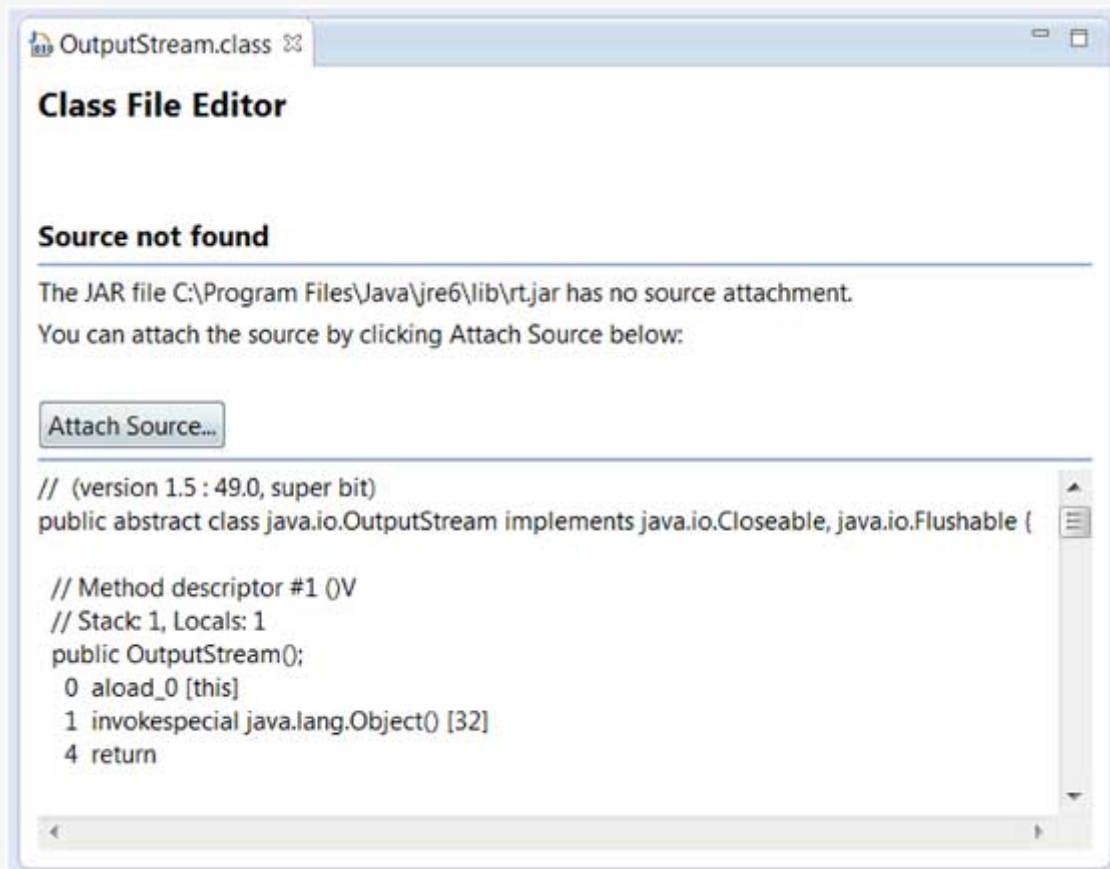 OutputStream.class
Class File Editor
Source not found
The JAR file C:\Program Files\Java\jre6\lib\rt.jar has no source attachment.
You can attach the source by clicking Attach Source below:
Attach Source...
// (version 1.5 : 49.0, super bit)
public abstract class java.io.OutputStream implements java.io.Closeable, java.io.Flushable {
// Method descriptor #1 ()V
// Stack: 1, Locals: 1
public OutputStream();
0 aload_0 [this]
1 invokespecial java.lang.Object() [32]
4 return